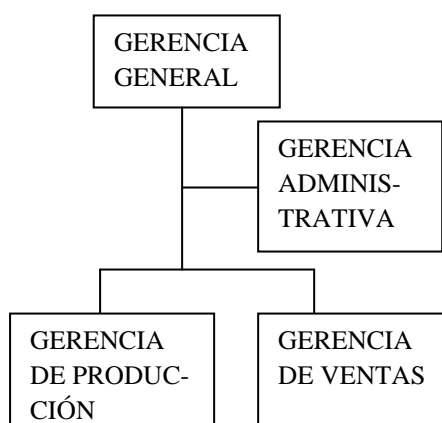 GERENCIA
GENERAL
GERENCIA
ADMINIS-
TRATIVA
GERENCIA
DE PRODUC-
CIÓN
GERENCIA
DE VENTAS